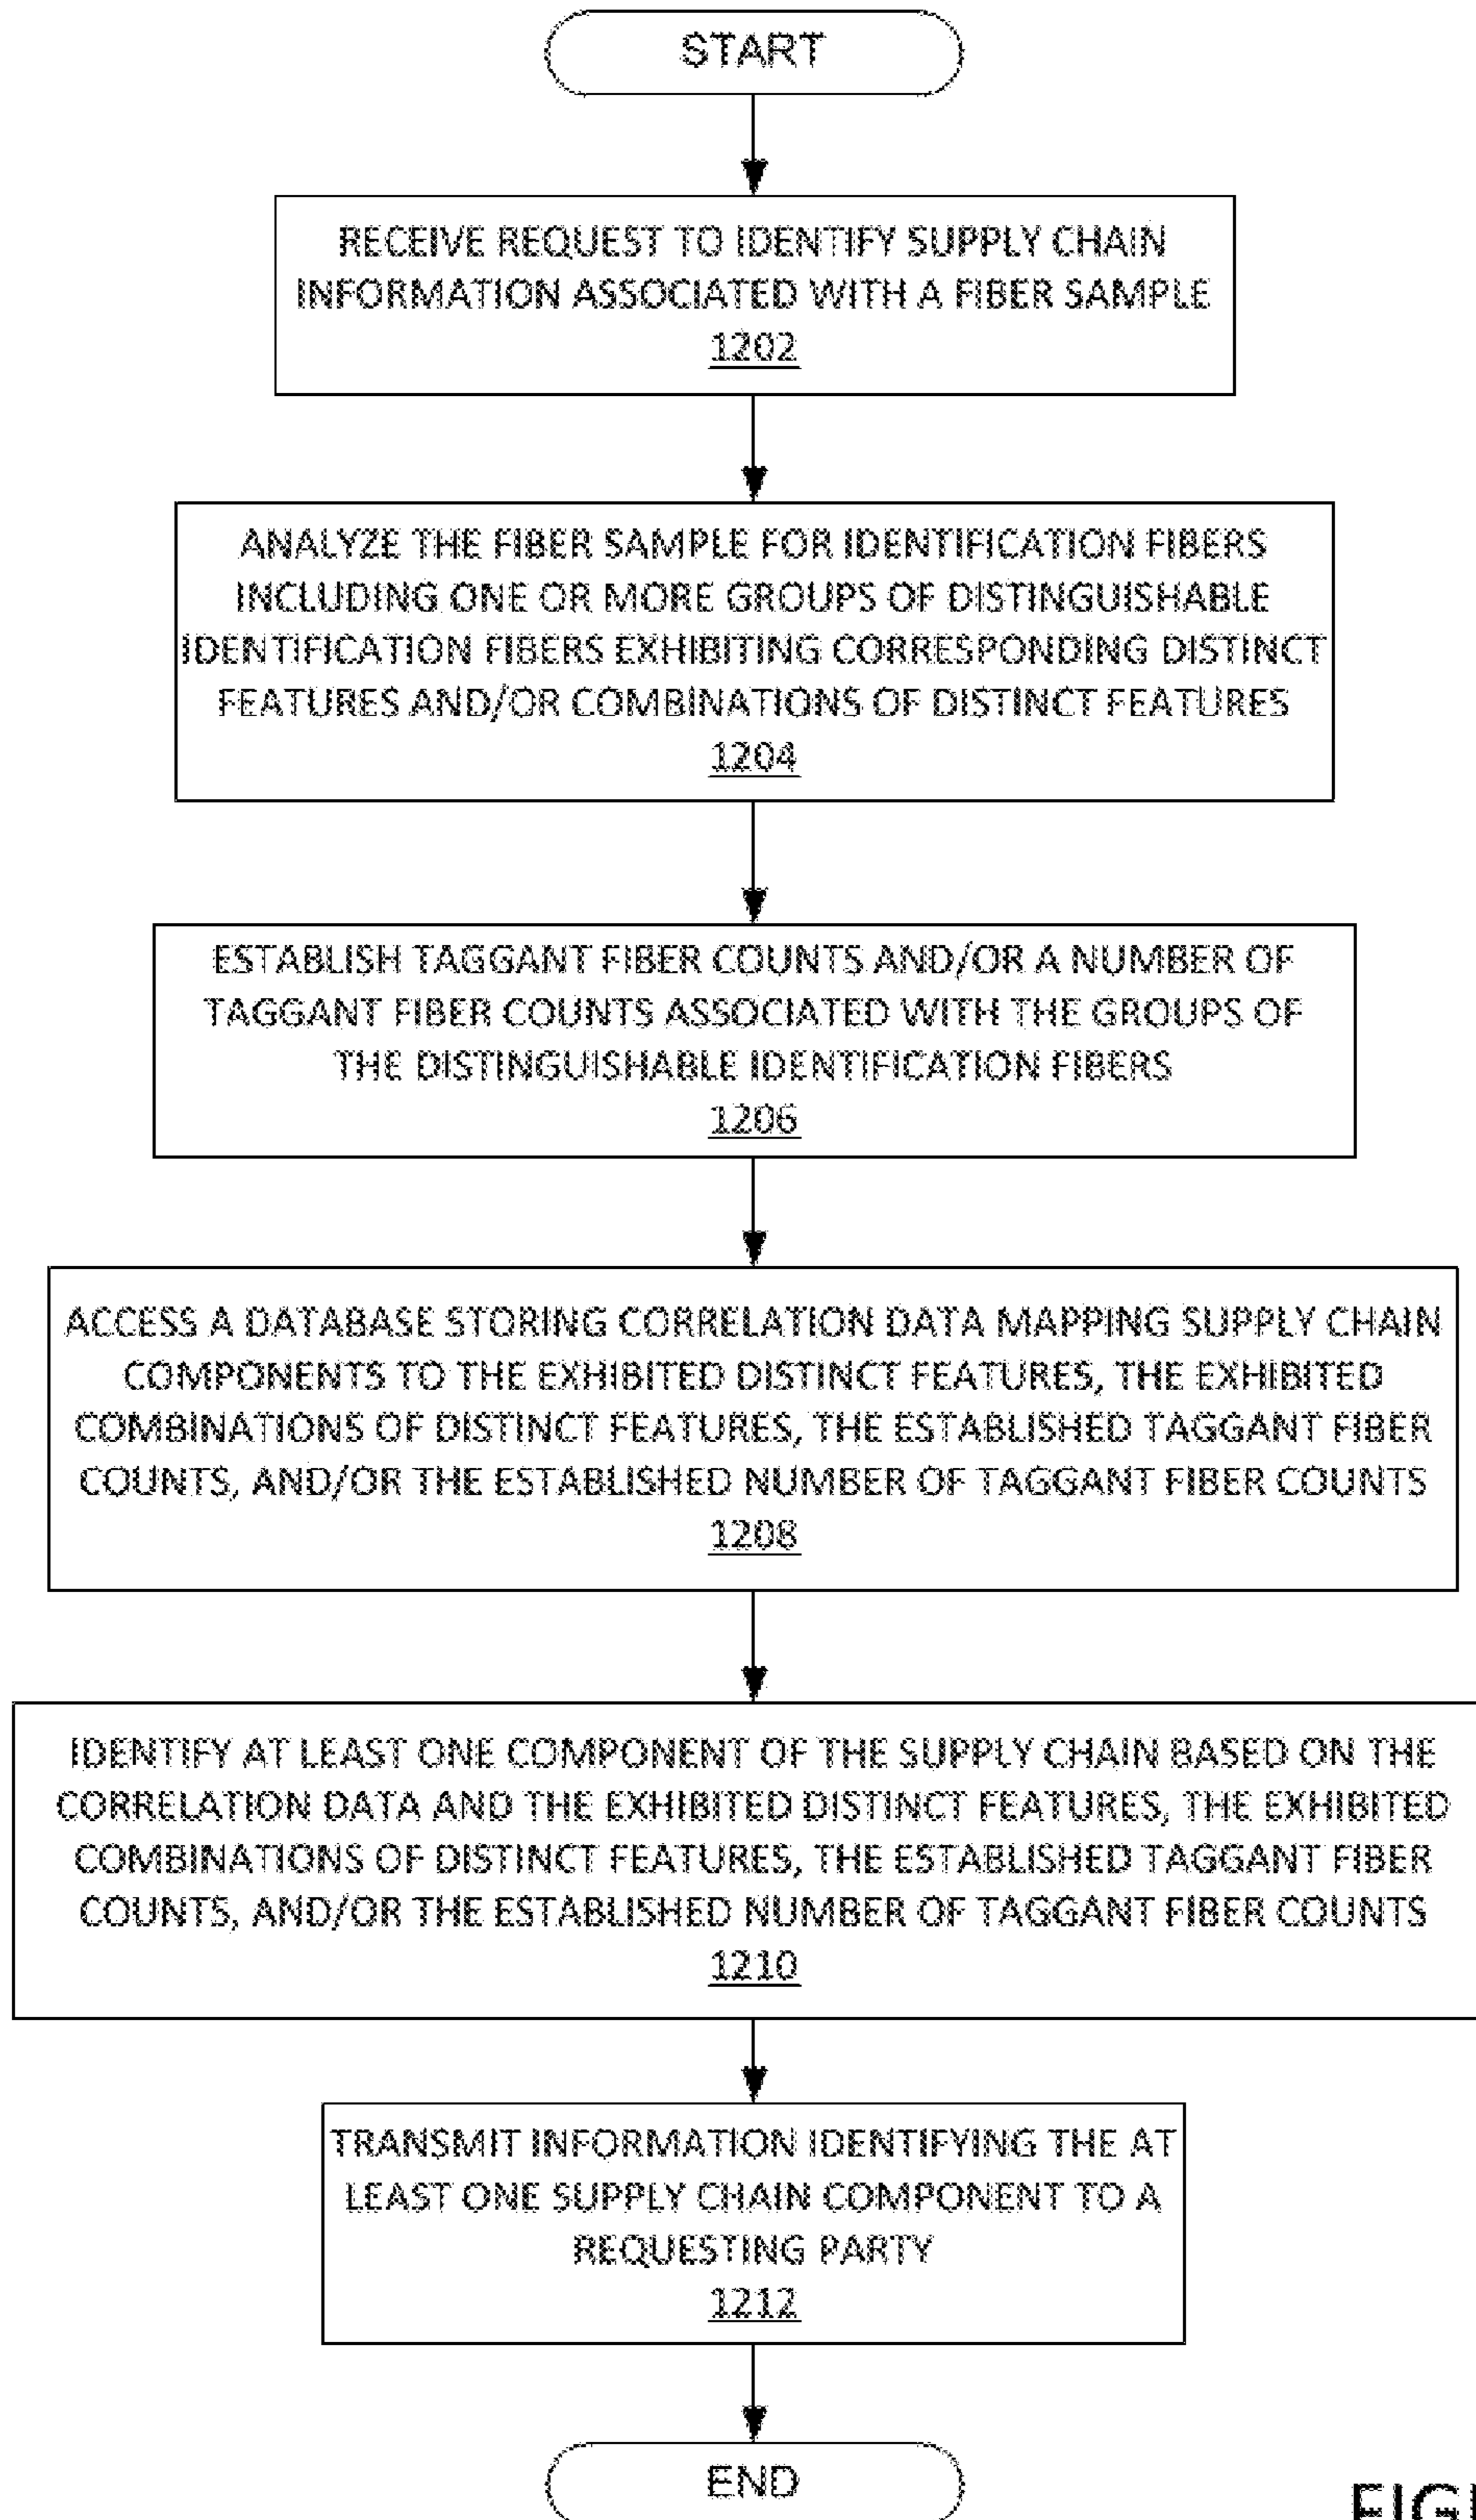 START
RECEIVE REQUEST TO IDENTIFY SUPPLY CHAIN
INFORMATION ASSOCIATED WITH A FIBER SAMPLE
1202
ANALYZE THE FIBER SAMPLE FOR IDENTIFICATION FIBERS
INCLUDING ONE OR MORE GROUPS OF DISTINGUISHABLE
IDENTIFICATION FIBERS EXHIBITING CORRESPONDING DISTINCT
FEATURES AND/OR COMBINATIONS OF DISTINCT FEATURES
1204
ESTABLISH TAGGANT FIBER COUNTS AND/OR A NUMBER OF
TAGGANT FIBER COUNTS ASSOCIATED WITH THE GROUPS OF
THE DISTINGUISHABLE IDENTIFICATION FIBERS
1206
ACCESS A DATABASE STORING CORRELATION DATA MAPPING SUPPLY CHAIN
COMPONENTS TO THE EXHIBITED DISTINCT FEATURES, THE EXHIBITED
COMBINATIONS OF DISTINCT FEATURES, THE ESTABLISHED TAGGANT FIBER
COUNTS, AND/OR THE ESTABLISHED NUMBER OF TAGGANT FIBER COUNTS
1208
IDENTIFY AT LEAST ONE COMPONENT OF THE SUPPLY CHAIN BASED ON THE
CORRELATION DATA AND THE EXHIBITED DISTINCT FEATURES, THE EXHIBITED
COMBINATIONS OF DISTINCT FEATURES, THE ESTABLISHED TAGGANT FIBER
COUNTS, AND/OR THE ESTABLISHED NUMBER OF TAGGANT FIBER COUNTS
1210
TRANSMIT INFORMATION IDENTIFYING THE AT
LEAST ONE SUPPLY CHAIN COMPONENT TO A
REQUESTING PARTY
1212
END